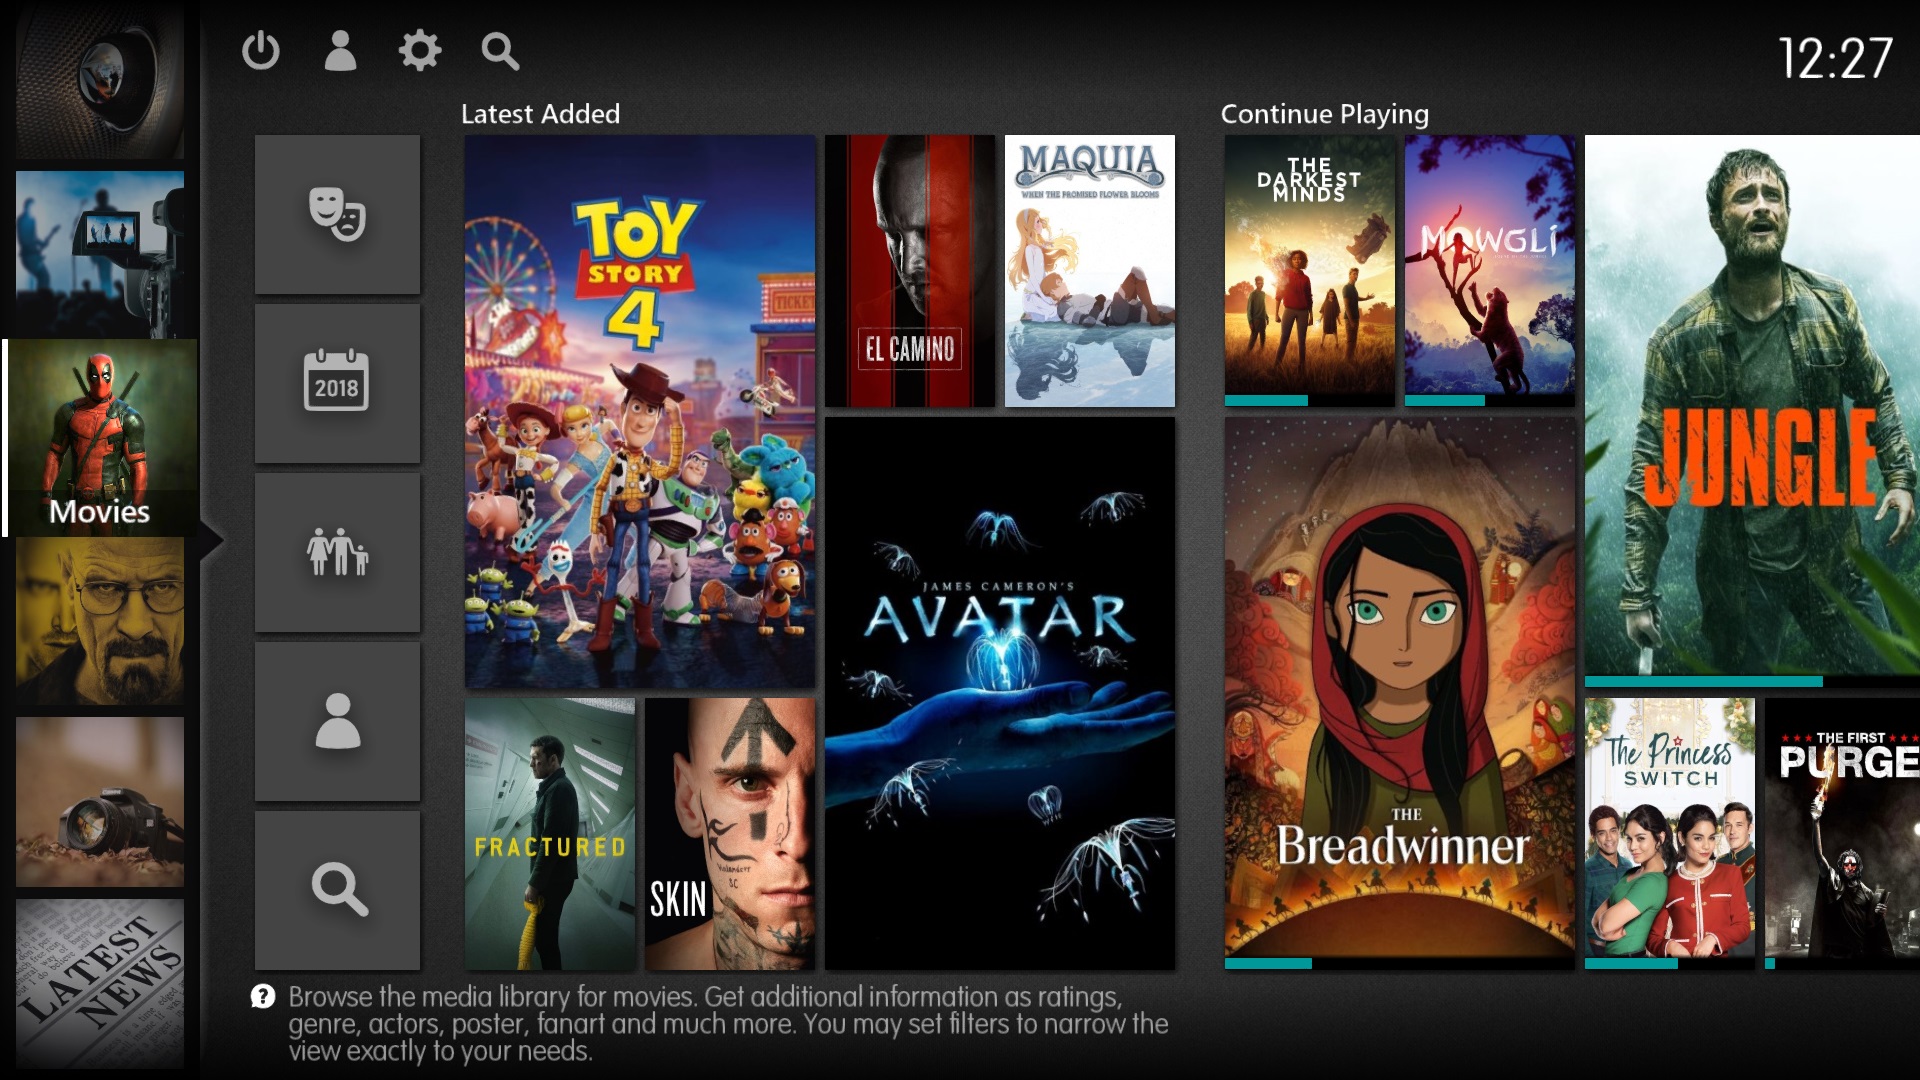 12:27
Latest Added
Continue Playing
2018
Movies
LATEST
NEWS
TOY
STORY
4
TICKET
EL CAMINO
MAQUIA
WHEN THE PROMISED FLOWER BLOOMS
JAMES CAMERON'S
AVATAR
FRACTURED
SKIN
THE
DARKEST
MINDS
MOWGLI
JUNGLE
THE
Breadwinner
The Princess
SWITCH
THE FIRST
PURGE
Browse the media library for movies. Get additional information as ratings,
genre, actors, poster, fanart and much more. You may set filters to narrow the
view exactly to your needs.